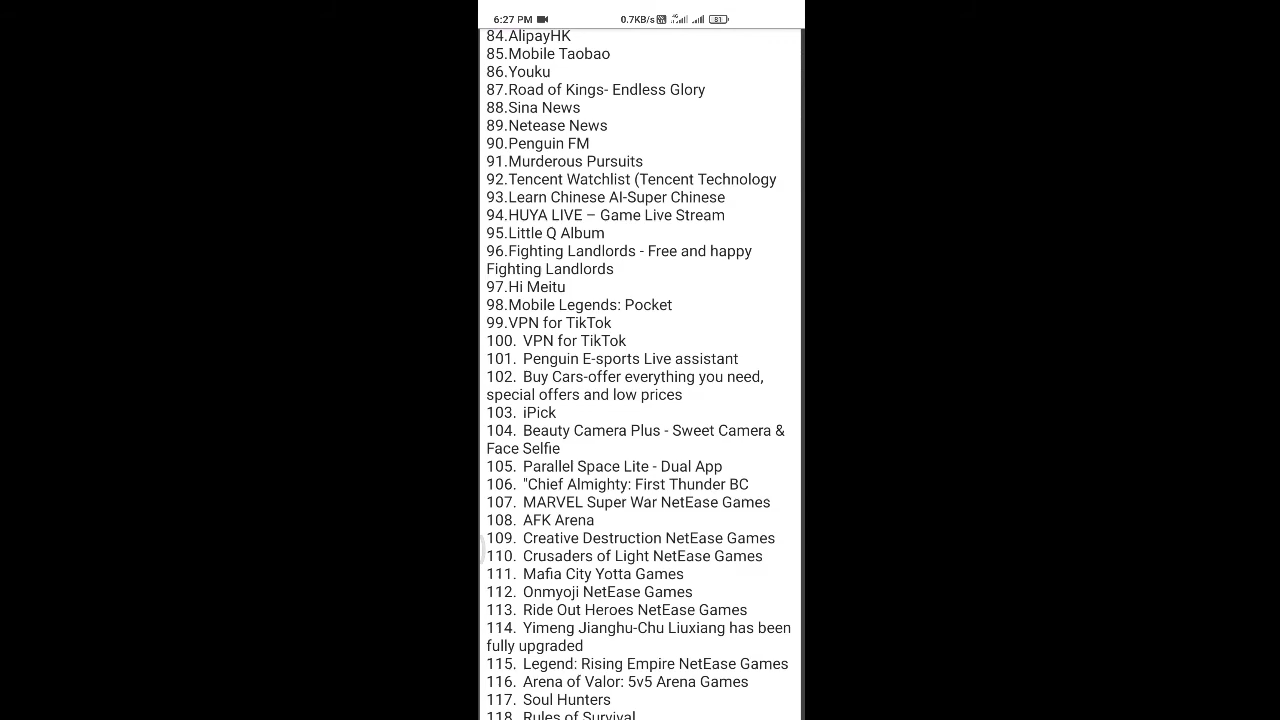 6:27 PM 0.7KB/s 81
84.AlipayHK
85.Mobile Taobao
86.Youku
87.Road of Kings- Endless Glory
88.Sina News
89.Netease News
90.Penguin FM
91.Murderous Pursuits
92.Tencent Watchlist (Tencent Technology
93.Learn Chinese AI-Super Chinese
94.HUYA LIVE – Game Live Stream
95.Little Q Album
96.Fighting Landlords - Free and happy
Fighting Landlords
97.Hi Meitu
98.Mobile Legends: Pocket
99.VPN for TikTok
100. VPN for TikTok
101. Penguin E-sports Live assistant
102. Buy Cars-offer everything you need,
special offers and low prices
103. iPick
104. Beauty Camera Plus - Sweet Camera &
Face Selfie
105. Parallel Space Lite - Dual App
106. "Chief Almighty: First Thunder BC
107. MARVEL Super War NetEase Games
108. AFK Arena
109. Creative Destruction NetEase Games
110. Crusaders of Light NetEase Games
111. Mafia City Yotta Games
112. Onmyoji NetEase Games
113. Ride Out Heroes NetEase Games
114. Yimeng Jianghu-Chu Liuxiang has been
fully upgraded
115. Legend: Rising Empire NetEase Games
116. Arena of Valor: 5v5 Arena Games
117. Soul Hunters
118. Rules of Survival